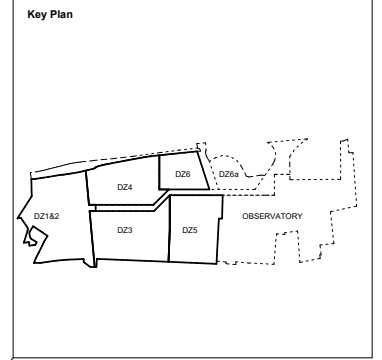 Key Plan
DZ6
DZ6a
DZ4
DZ1&2
OBSERVATORY
DZ3
DZ5